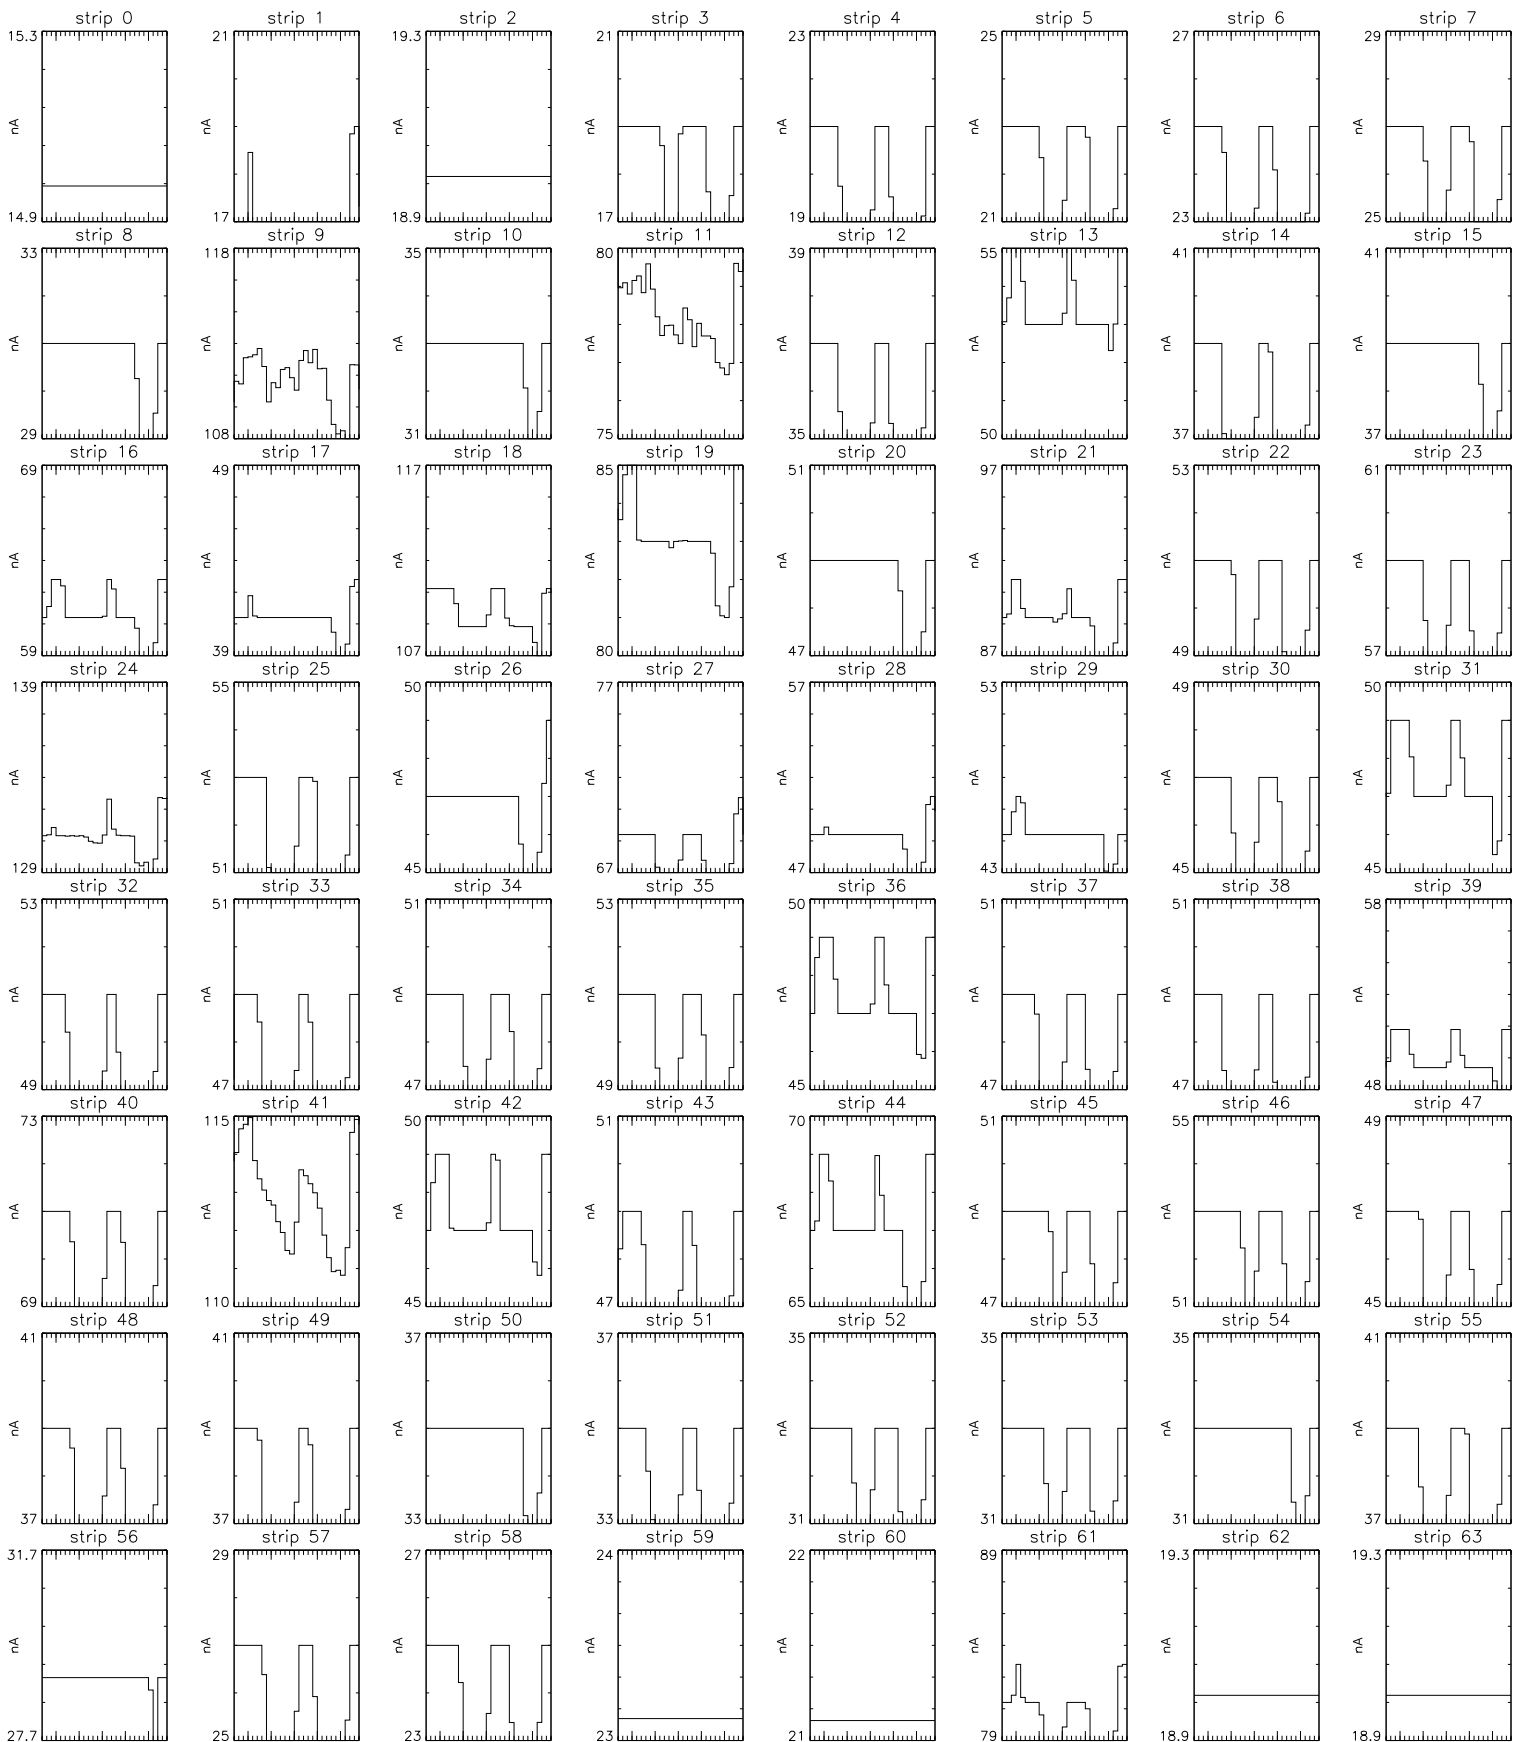 strip 0 strip 1 strip 2 strip 3 strip 4 strip 5 strip 6 strip 7
15.3 21 19.3 21 23 25 27 29
nA nA nA nA nA nA nA nA
14.9 17 18.9 17 19 21 23 25
strip 8 strip 9 strip 10 strip 11 strip 12 strip 13 strip 14 strip 15
33 118 35 80 39 55 41 41
nA nA nA nA nA nA nA nA
29 108 31 75 35 50 37 37
strip 16 strip 17 strip 18 strip 19 strip 20 strip 21 strip 22 strip 23
69 49 117 85 51 97 53 61
nA nA nA nA nA nA nA nA
59 39 107 80 47 87 49 57
strip 24 strip 25 strip 26 strip 27 strip 28 strip 29 strip 30 strip 31
139 55 50 77 57 53 49 50
nA nA nA nA nA nA nA nA
129 51 45 67 47 43 45 45
strip 32 strip 33 strip 34 strip 35 strip 36 strip 37 strip 38 strip 39
53 51 51 53 50 51 51 58
nA nA nA nA nA nA nA nA
49 47 47 49 45 47 47 48
strip 40 strip 41 strip 42 strip 43 strip 44 strip 45 strip 46 strip 47
73 115 50 51 70 51 55 49
nA nA nA nA nA nA nA nA
69 110 45 47 65 47 51 45
strip 48 strip 49 strip 50 strip 51 strip 52 strip 53 strip 54 strip 55
41 41 37 37 35 35 35 41
nA nA nA nA nA nA nA nA
37 37 33 33 31 31 31 37
strip 56 strip 57 strip 58 strip 59 strip 60 strip 61 strip 62 strip 63
31.7 29 27 24 22 89 19.3 19.3
nA nA nA nA nA nA nA nA
27.7 25 23 23 21 79 18.9 18.9